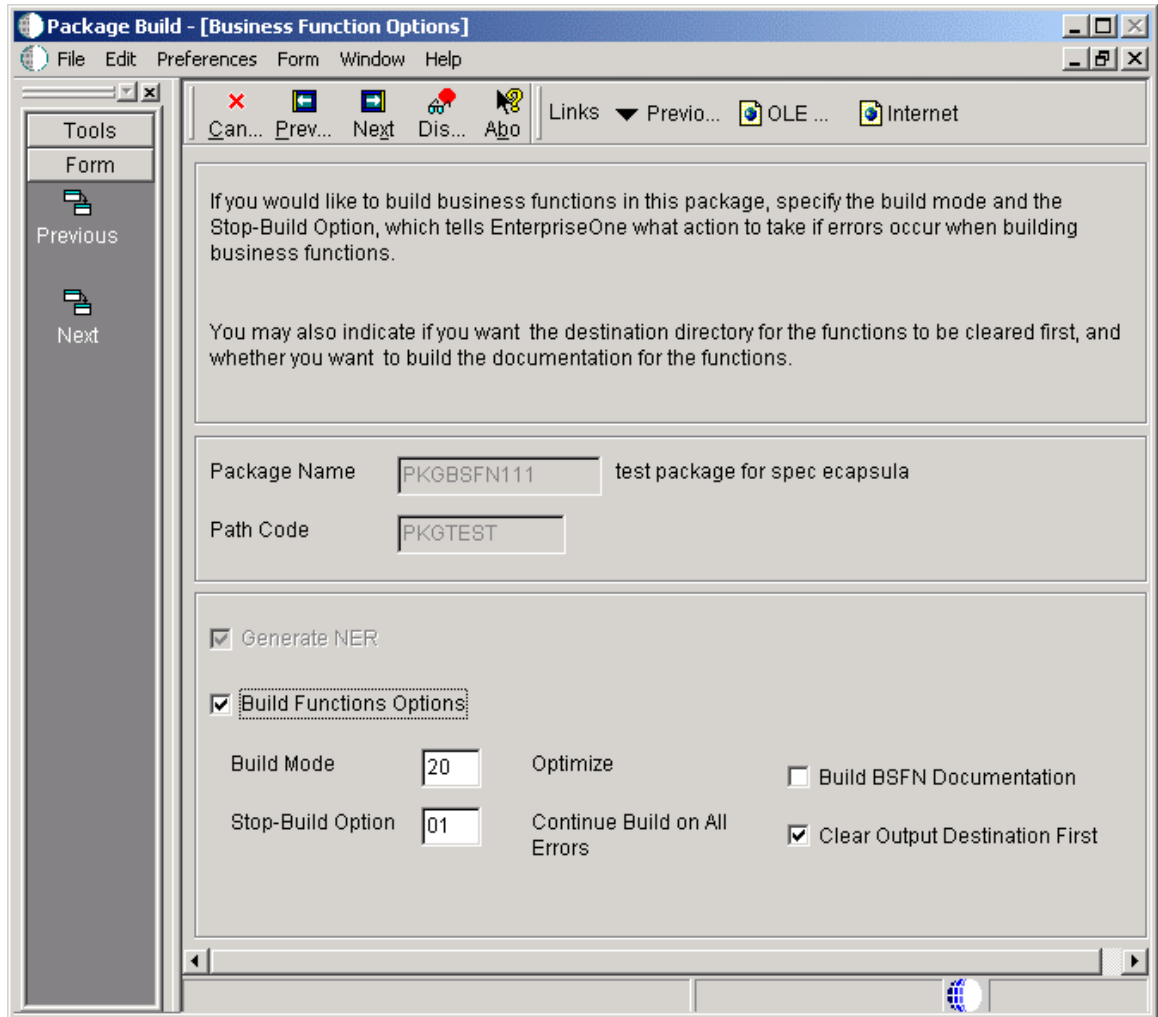 Package Build - [Business Function Options]
File Edit Preferences Form Window Help
Tools
Form
Previous
Next
Can... Prev... Next Dis... Abo Links Previo... OLE ... Internet
If you would like to build business functions in this package, specify the build mode and the
Stop-Build Option, which tells EnterpriseOne what action to take if errors occur when building
business functions.
You may also indicate if you want the destination directory for the functions to be cleared first, and
whether you want to build the documentation for the functions.
Package Name PKGBSFN111 test package for spec ecapsula
Path Code PKGTEST
Generate NER
Build Functions Options
Build Mode 20 Optimize
Build BSFN Documentation
Stop-Build Option 01 Continue Build on All
Errors
Clear Output Destination First